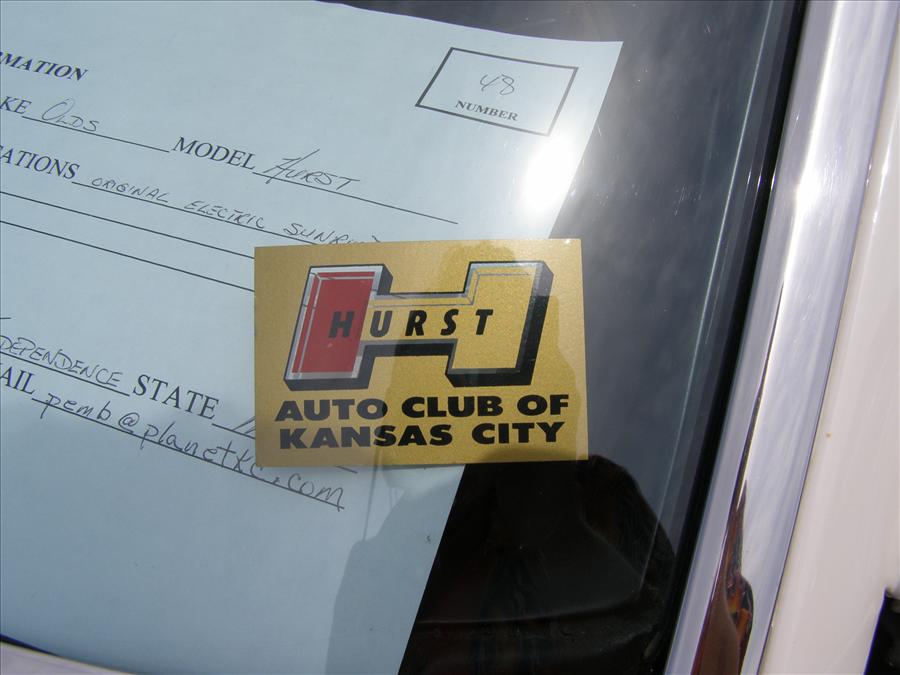 RMATION
48
NUMBER
KE OLDS MODEL HURST
ATIONS ORIGINAL ELECTRIC
HURST
AUTO CLUB OF
KANSAS CITY
DEPENDENCE STATE
AIL pemb@planetkc.com